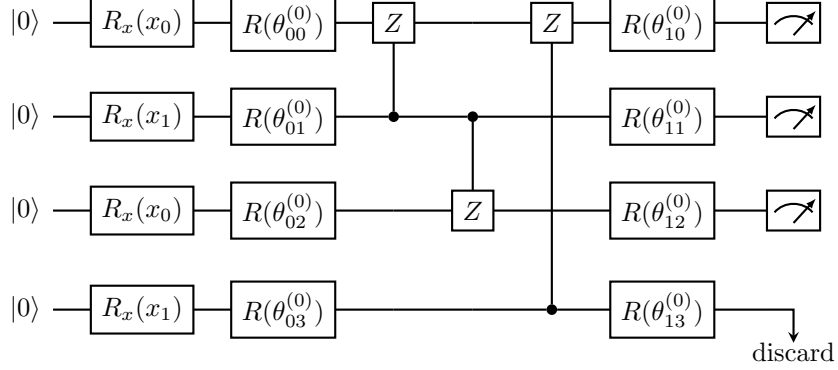 |0⟩ R_x(x_0) R(θ_{00}^{(0)}) Z Z R(θ_{10}^{(0)})
|0⟩ R_x(x_1) R(θ_{01}^{(0)}) R(θ_{11}^{(0)})
|0⟩ R_x(x_0) R(θ_{02}^{(0)}) Z R(θ_{12}^{(0)})
|0⟩ R_x(x_1) R(θ_{03}^{(0)}) R(θ_{13}^{(0)})
discard